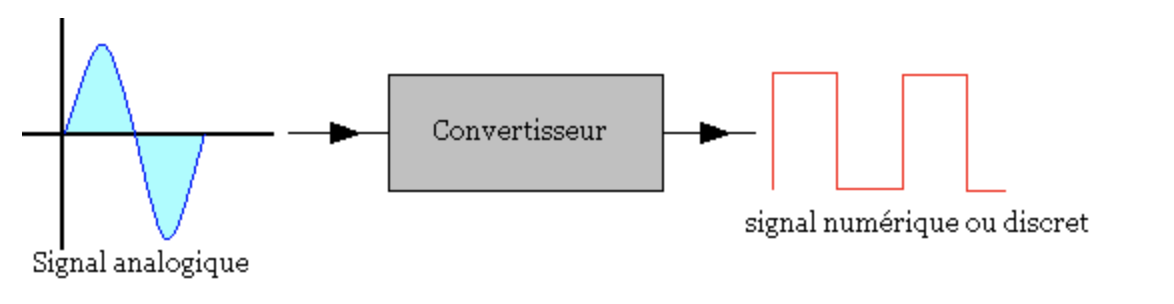 Signal analogique
Convertisseur
signal numérique ou discret